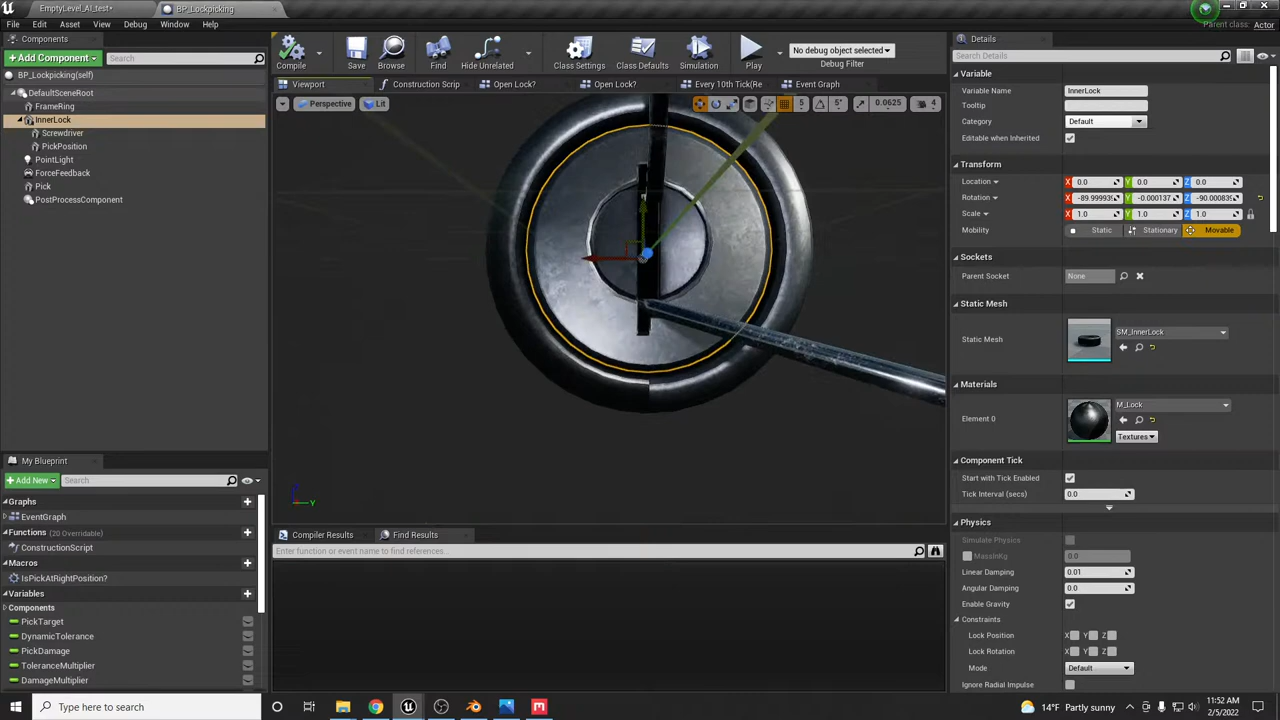 EmptyLevel_AI_test*
BP_Lockpicking*
File Edit Asset View Debug Window Help
Parent class: Actor
Components
+ Add Component
Search
BP_Lockpicking(self)
DefaultSceneRoot
FrameRing
InnerLock
Screwdriver
PickPosition
PointLight
ForceFeedback
Pick
PostProcessComponent
Compile Save Browse Find Hide Unrelated Class Settings Class Defaults Simulation Play
No debug object selected
Debug Filter
Viewport Construction Scrip Open Lock? Open Lock? Every 10th Tick(Re Event Graph
Perspective Lit 5 5° 0.0625 4
Y
Compiler Results Find Results
Enter function or event name to find references...
My Blueprint
+ Add New Search
Graphs
EventGraph
Functions (20 Overridable)
ConstructionScript
Macros
IsPickAtRightPosition?
Variables
Components
PickTarget
DynamicTolerance
PickDamage
ToleranceMultiplier
DamageMultiplier
Details
Search Details
Variable
Variable Name InnerLock
Tooltip
Category Default
Editable when Inherited
Transform
Location X 0.0 Y 0.0 Z 0.0
Rotation X -89.999939 Y -0.000137 Z -90.000839
Scale X 1.0 Y 1.0 Z 1.0
Mobility Static Stationary Movable
Sockets
Parent Socket None
Static Mesh
Static Mesh SM_InnerLock
Materials
Element 0 M_Lock
Textures
Component Tick
Start with Tick Enabled
Tick Interval (secs) 0.0
Physics
Simulate Physics
MassInKg 0.0
Linear Damping 0.01
Angular Damping 0.0
Enable Gravity
Constraints
Lock Position X Y Z
Lock Rotation X Y Z
Mode Default
Ignore Radial Impulse
Type here to search
14°F Partly sunny
11:52 AM
2/5/2022